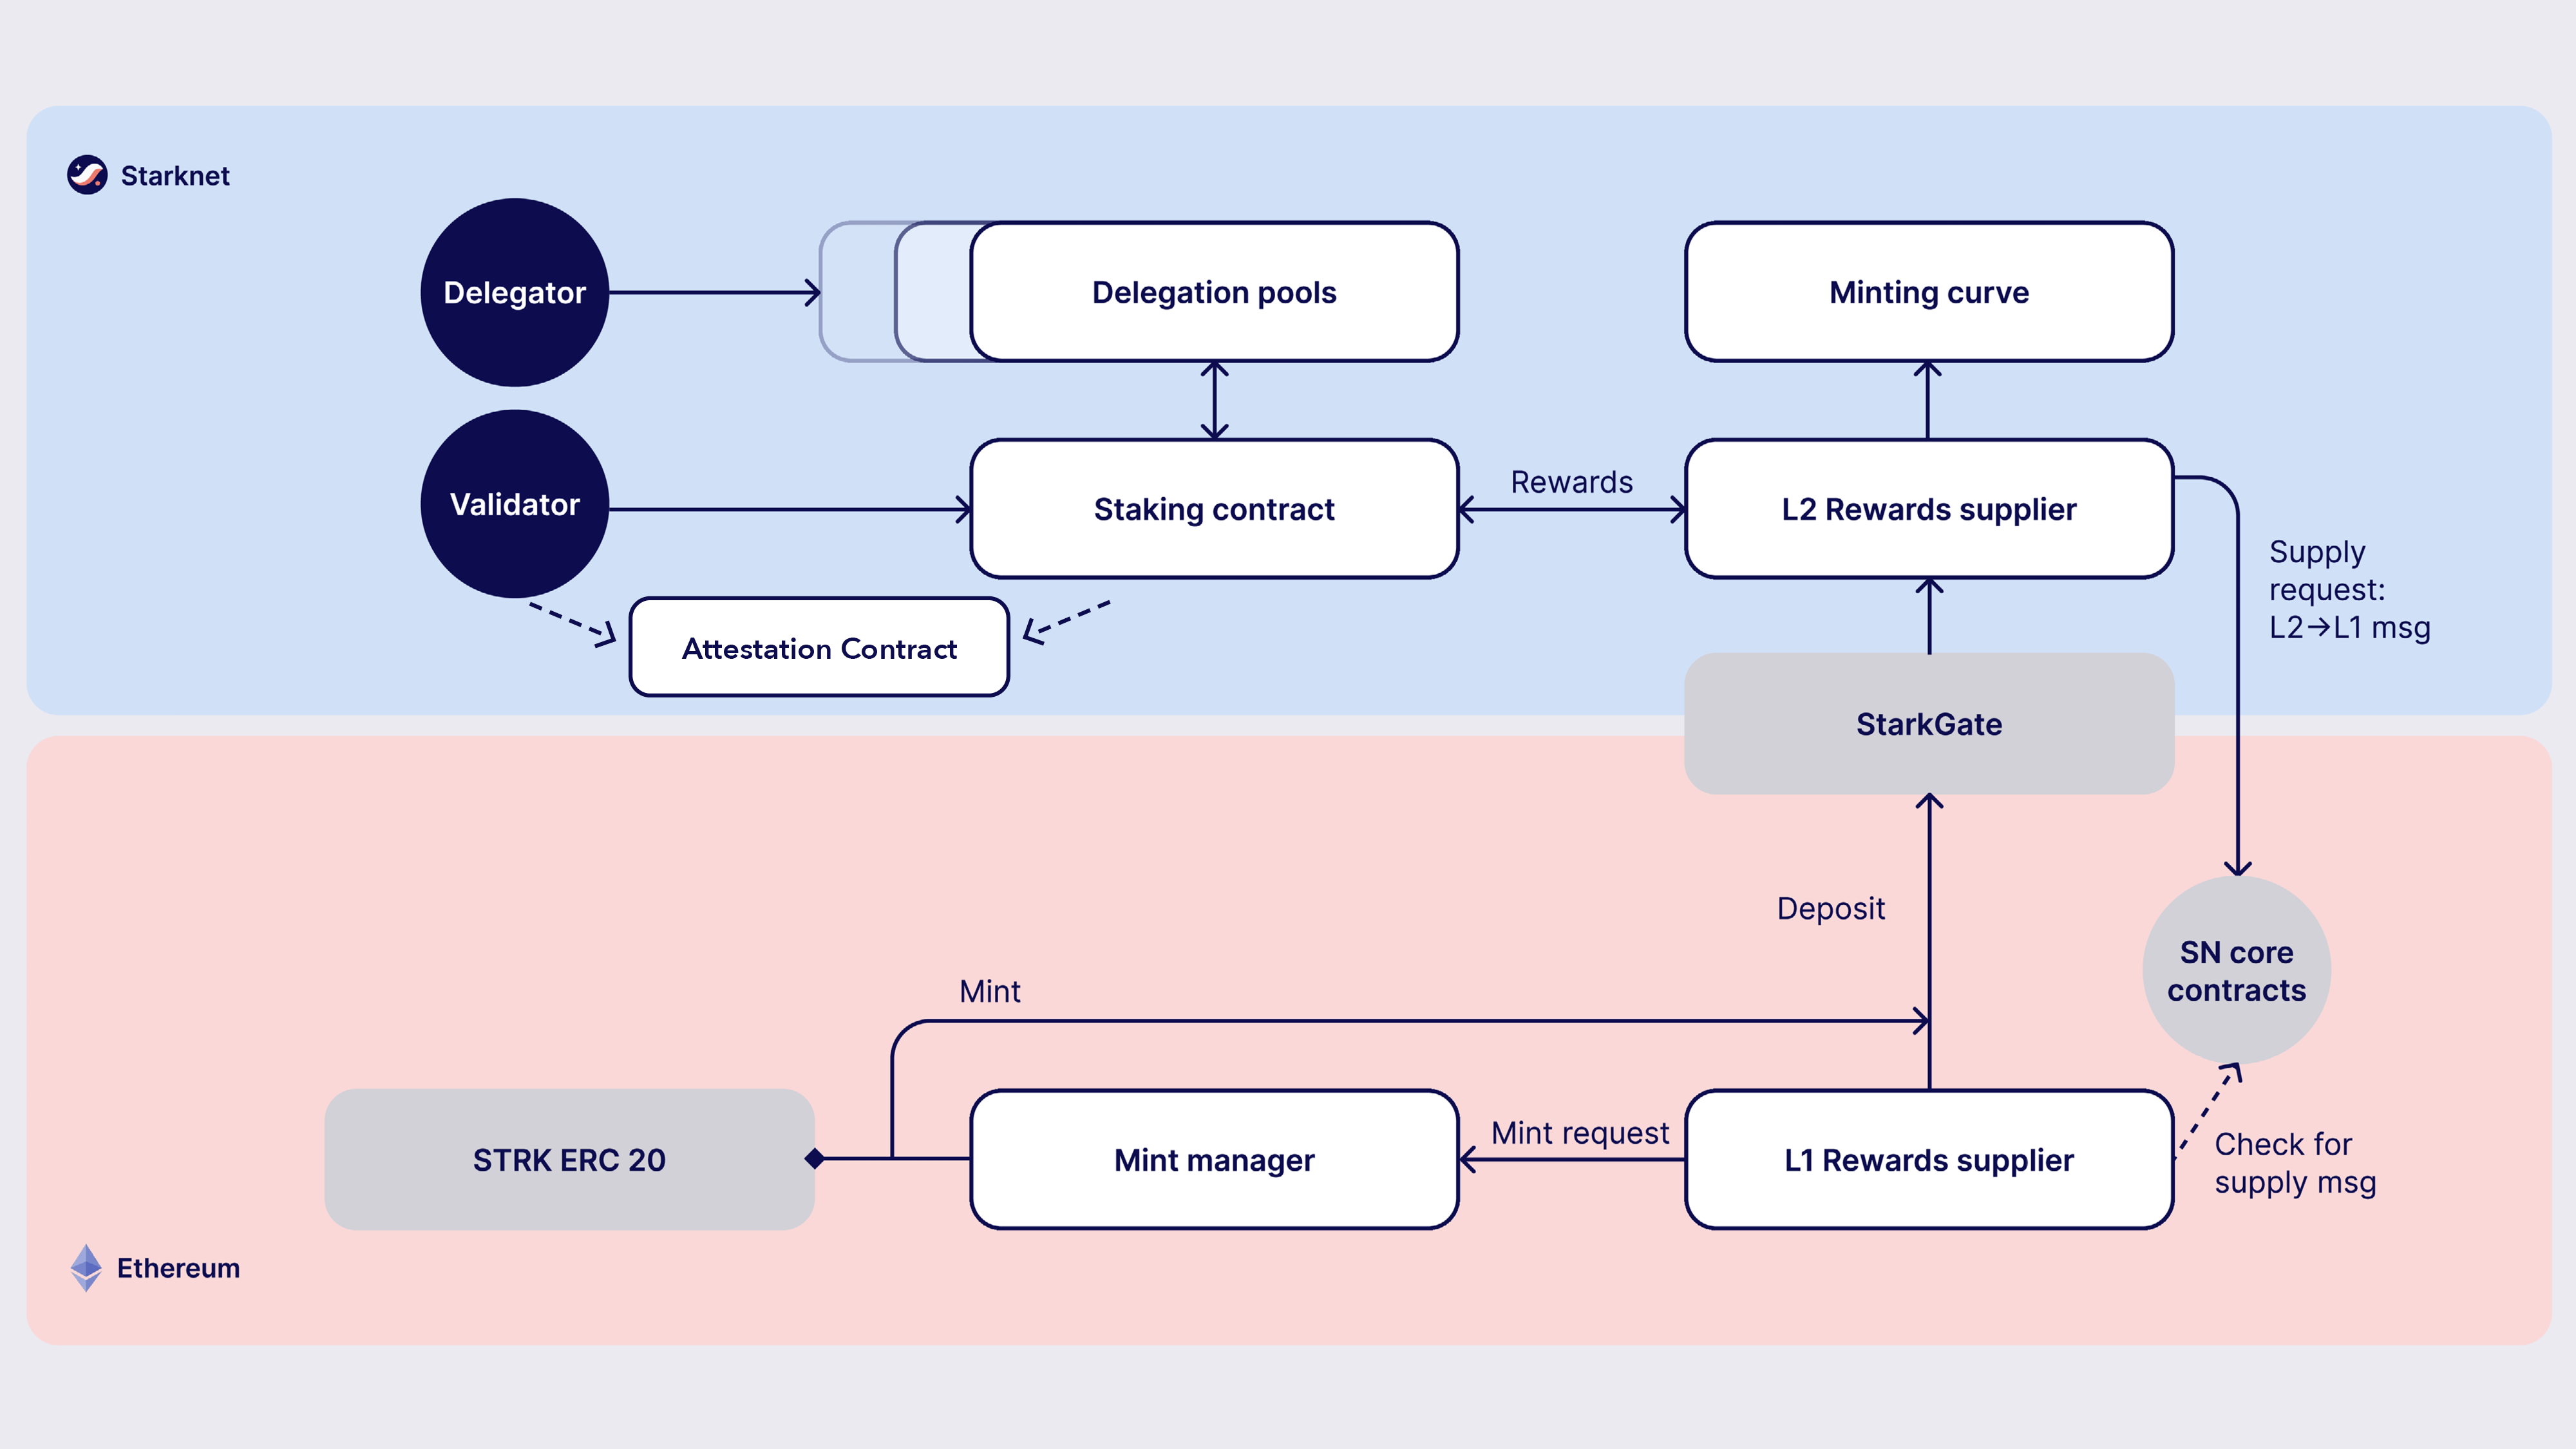 Starknet
Delegator
Delegation pools
Minting curve
Validator
Staking contract
Rewards
L2 Rewards supplier
Supply
request:
L2→L1 msg
Attestation Contract
StarkGate
Deposit
SN core
contracts
Mint
STRK ERC 20
Mint manager
Mint request
L1 Rewards supplier
Check for
supply msg
Ethereum